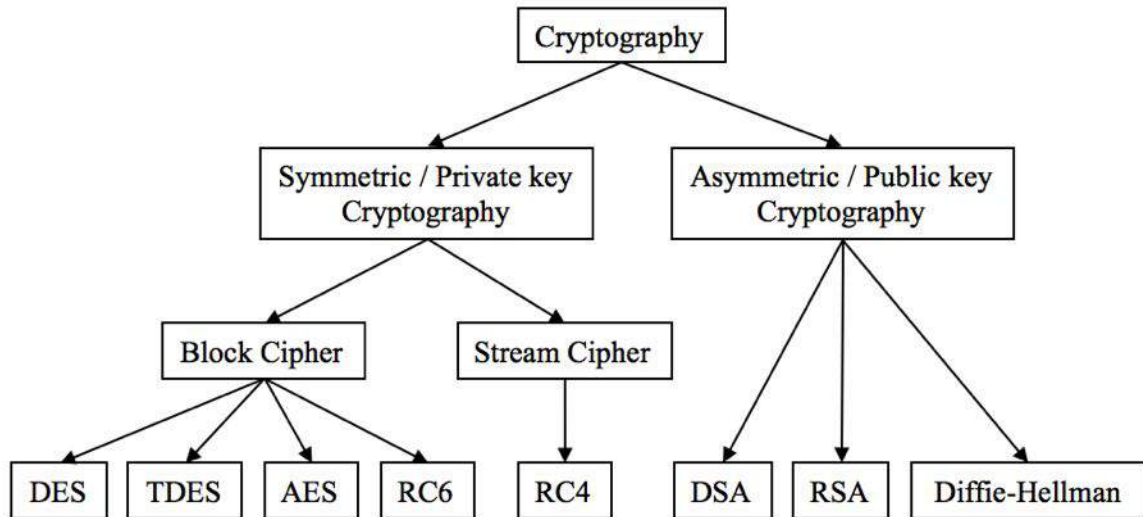 Cryptography
Symmetric / Private key
Cryptography
Asymmetric / Public key
Cryptography
Block Cipher
Stream Cipher
DES
TDES
AES
RC6
RC4
DSA
RSA
Diffie-Hellman